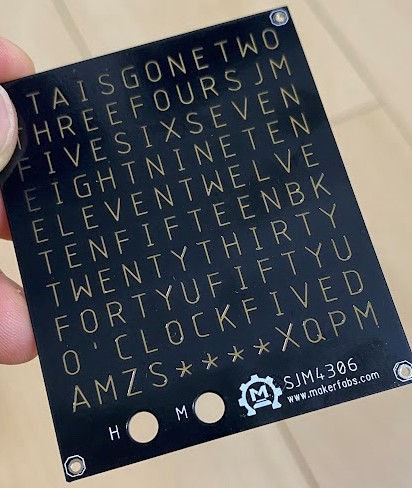 TAISGONETWO
THREEFOURSJM
FIVESIXSEVEN
EIGHTNINETEN
ELEVENTWELVE
TENFIFTEENBK
TWENTYTHIRTY
FORTYUFIFTYU
O'CLOCKFIVED
AMZS****XQPM
H M
M
SJM4306
www.makerfabs.com